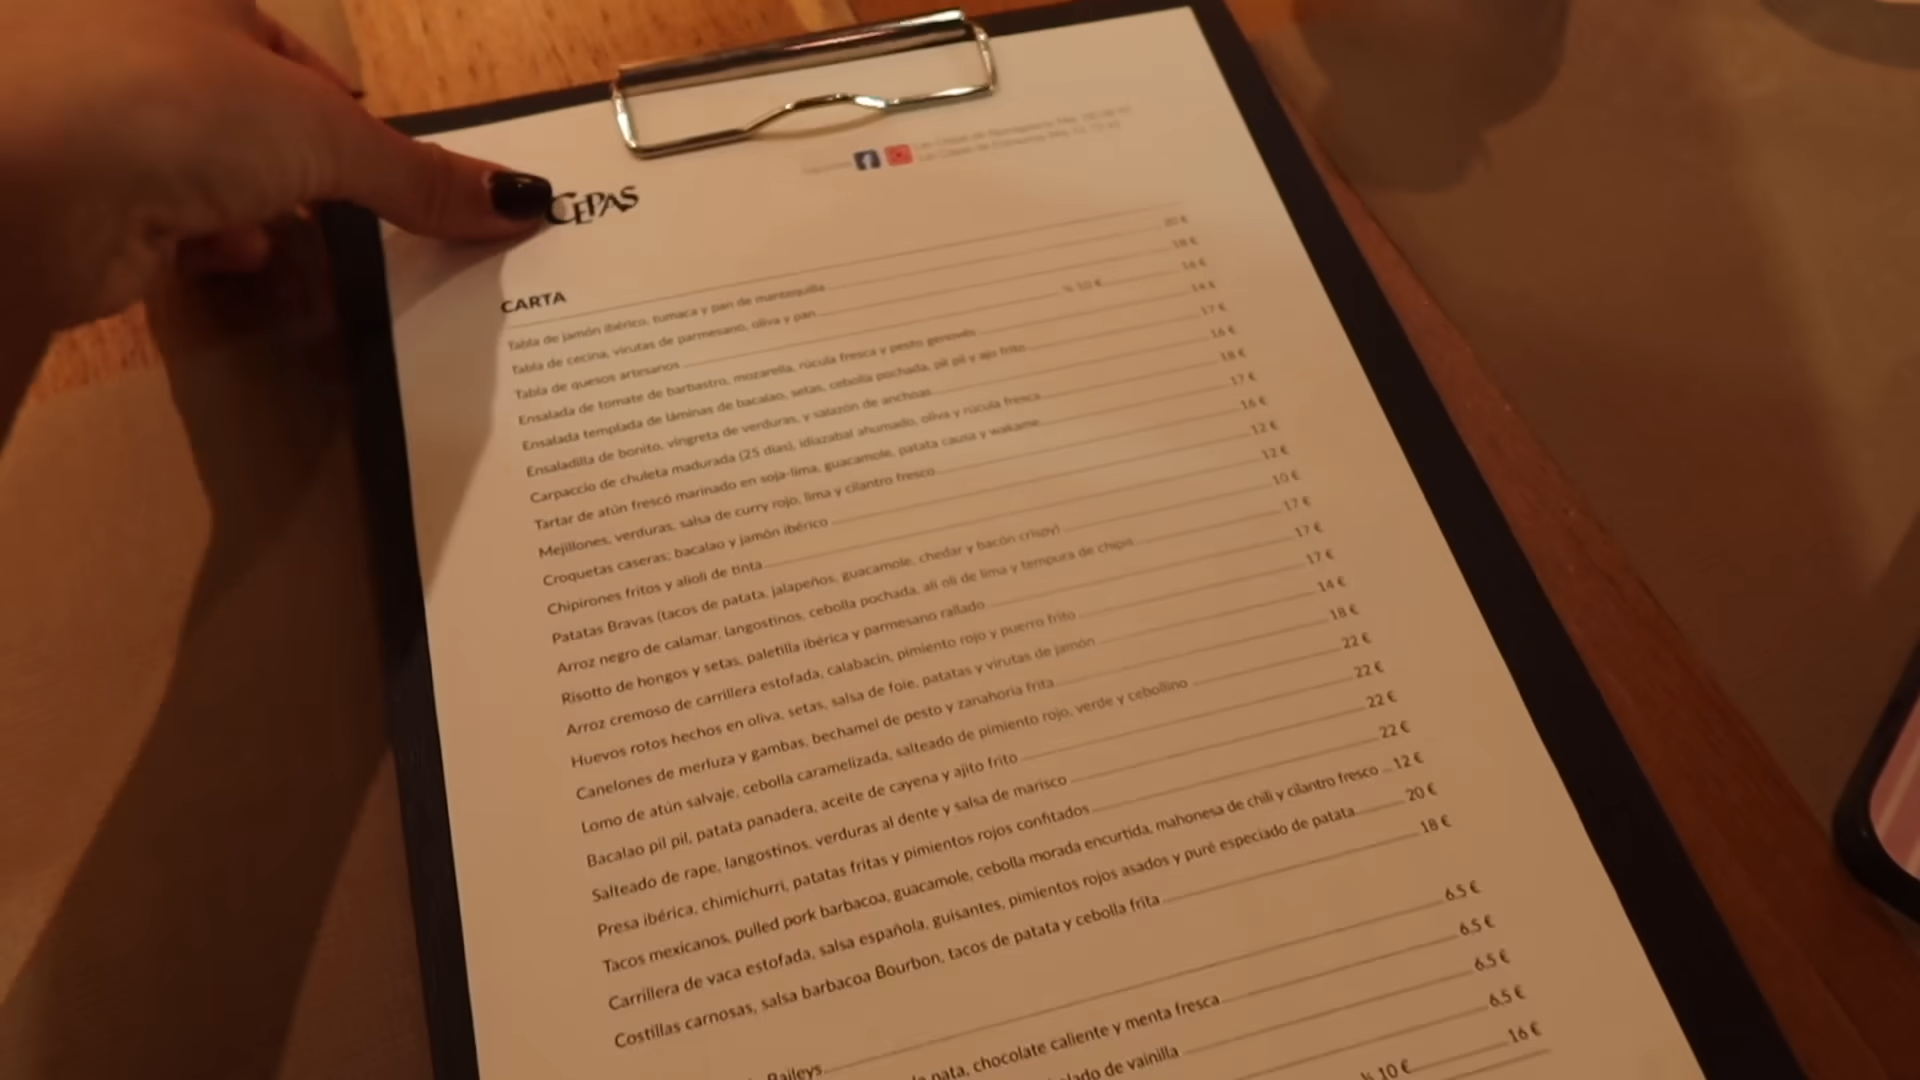 CEPAS
CARTA
Tabla de jamón ibérico, tumaca y pan de mantequilla 20 €
Tabla de cecina, virutas de parmesano, oliva y pan 18 €
Tabla de quesos artesanos ½ 10 € 16 €
Ensalada de tomate de barbastro, mozarella, rúcula fresca y pesto genovés 14 €
Ensalada templada de láminas de bacalao, setas, cebolla pochada, pil pil y ajo frito 17 €
Ensaladilla de bonito, vingreta de verduras, y salazón de anchoas 16 €
Carpaccio de chuleta madurada (25 dias), idiazabal ahumado, oliva y rúcula fresca 18 €
Tartar de atún frescó marinado en soja-lima, guacamole, patata causa y wakame 17 €
Mejillones, verduras, salsa de curry rojo, lima y cilantro fresco 16 €
Croquetas caseras; bacalao y jamón ibérico 12 €
Chipirones fritos y alioli de tinta 12 €
Patatas Bravas (tacos de patata, jalapeños, guacamole, chedar y bacón crispy) 10 €
Arroz negro de calamar, langostinos, cebolla pochada, ali oli de lima y tempura de chipis 17 €
Risotto de hongos y setas, paletilla ibérica y parmesano rallado 17 €
Arroz cremoso de carrillera estofada, calabacín, pimiento rojo y puerro frito 17 €
Huevos rotos hechos en oliva, setas, salsa de foie, patatas y virutas de jamón 14 €
Canelones de merluza y gambas, bechamel de pesto y zanahoria frita 18 €
Lomo de atún salvaje, cebolla caramelizada, salteado de pimiento rojo, verde y cebollino 22 €
Bacalao pil pil, patata panadera, aceite de cayena y ajito frito 22 €
Salteado de rape, langostinos, verduras al dente y salsa de marisco 22 €
Presa ibérica, chimichurri, patatas fritas y pimientos rojos confitados 22 €
Tacos mexicanos, pulled pork barbacoa, guacamole, cebolla morada encurtida, mahonesa de chili y cilantro fresco 12 €
Carrillera de vaca estofada, salsa española, guisantes, pimientos rojos asados y puré especiado de patata 20 €
Costillas carnosas, salsa barbacoa Bourbon, tacos de patata y cebolla frita 18 €
Baileys 6.5 €
nata, chocolate caliente y menta fresca 6.5 €
de vainilla 6.5 €
6.5 €
½ 10 € 16 €